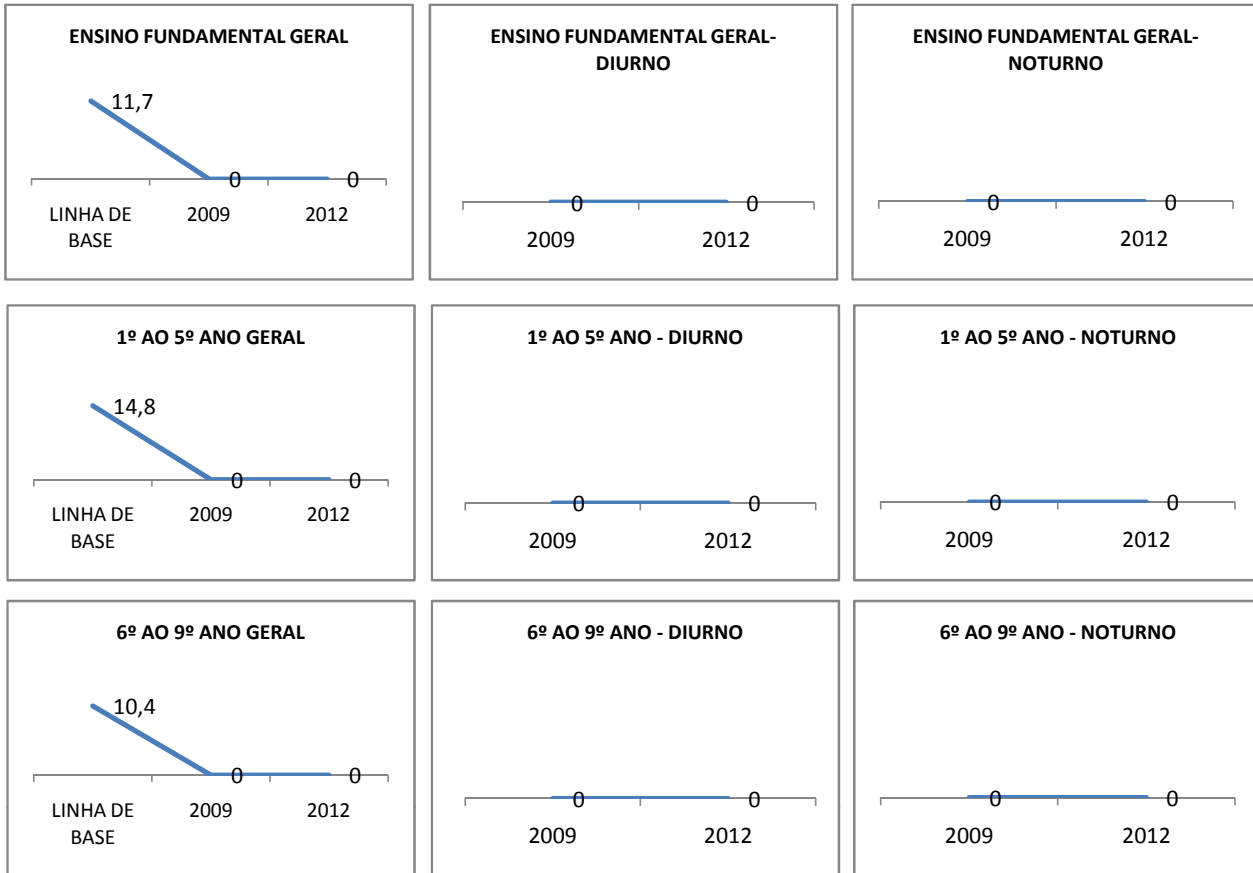 ENSINO FUNDAMENTAL GERAL
11,7
0
0
LINHA DE
BASE
2009
2012
ENSINO FUNDAMENTAL GERAL-
DIURNO
0
0
2009
2012
ENSINO FUNDAMENTAL GERAL-
NOTURNO
0
0
2009
2012
1º AO 5º ANO GERAL
14,8
0
0
LINHA DE
BASE
2009
2012
1º AO 5º ANO - DIURNO
0
0
2009
2012
1º AO 5º ANO - NOTURNO
0
0
2009
2012
6º AO 9º ANO GERAL
10,4
0
0
LINHA DE
BASE
2009
2012
6º AO 9º ANO - DIURNO
0
0
2009
2012
6º AO 9º ANO - NOTURNO
0
0
2009
2012